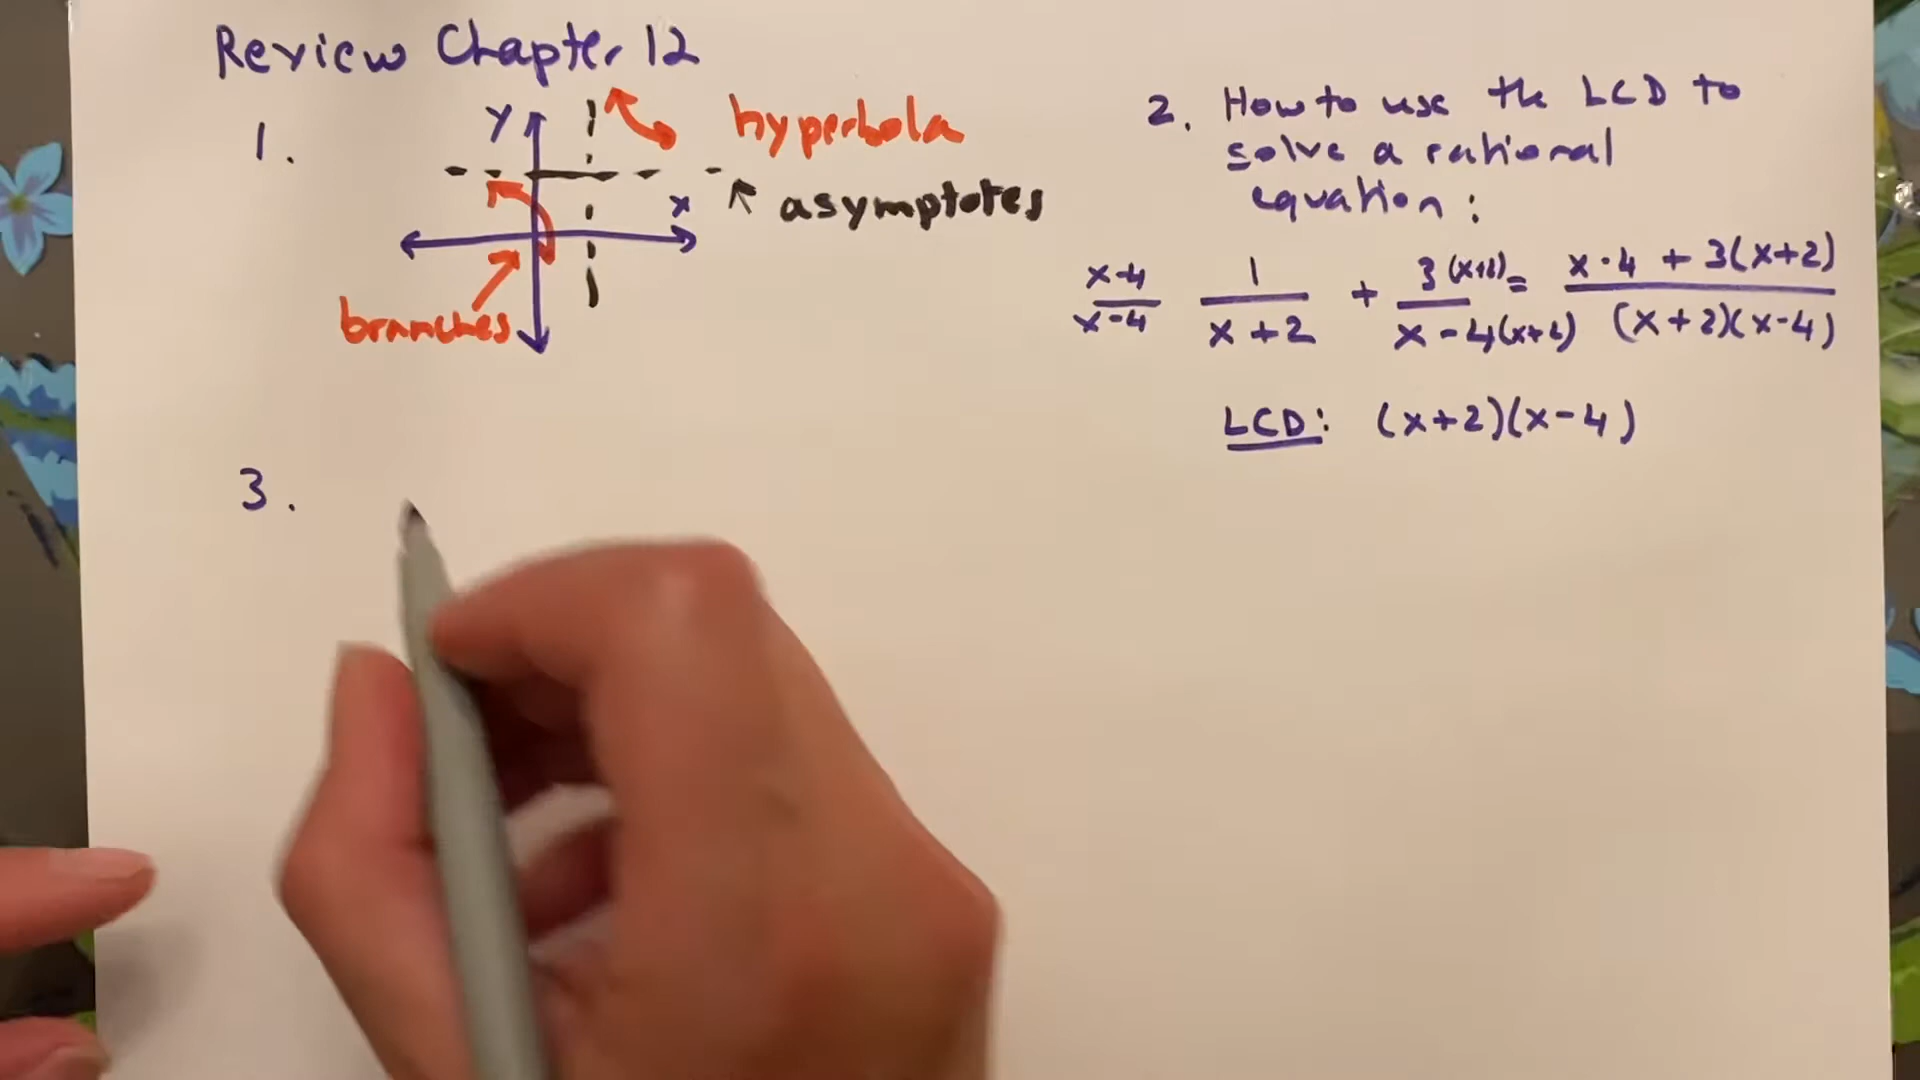 Review Chapter 12
1.
y
hyperbola
x
asymptotes
branches
2. How to use the LCD to
solve a rational
equation:
x-4/x-4 1/x+2 + 3(x+2)/x-4(x+2) = x·4 + 3(x+2)/(x+2)(x-4)
LCD: (x+2)(x-4)
3.